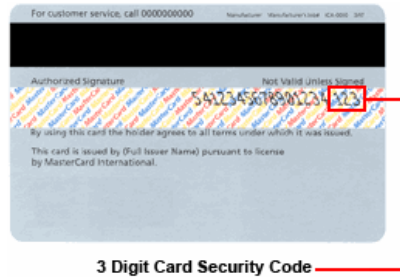 For customer service, call 0000000000 Manufacturer
Authorized Signature Not Valid Unless Signed
5412345678901234 123
By using this card the holder agrees to all terms under which it was issued.
This card is issued by (Full Issuer Name) pursuant to license
by MasterCard International.
3 Digit Card Security Code